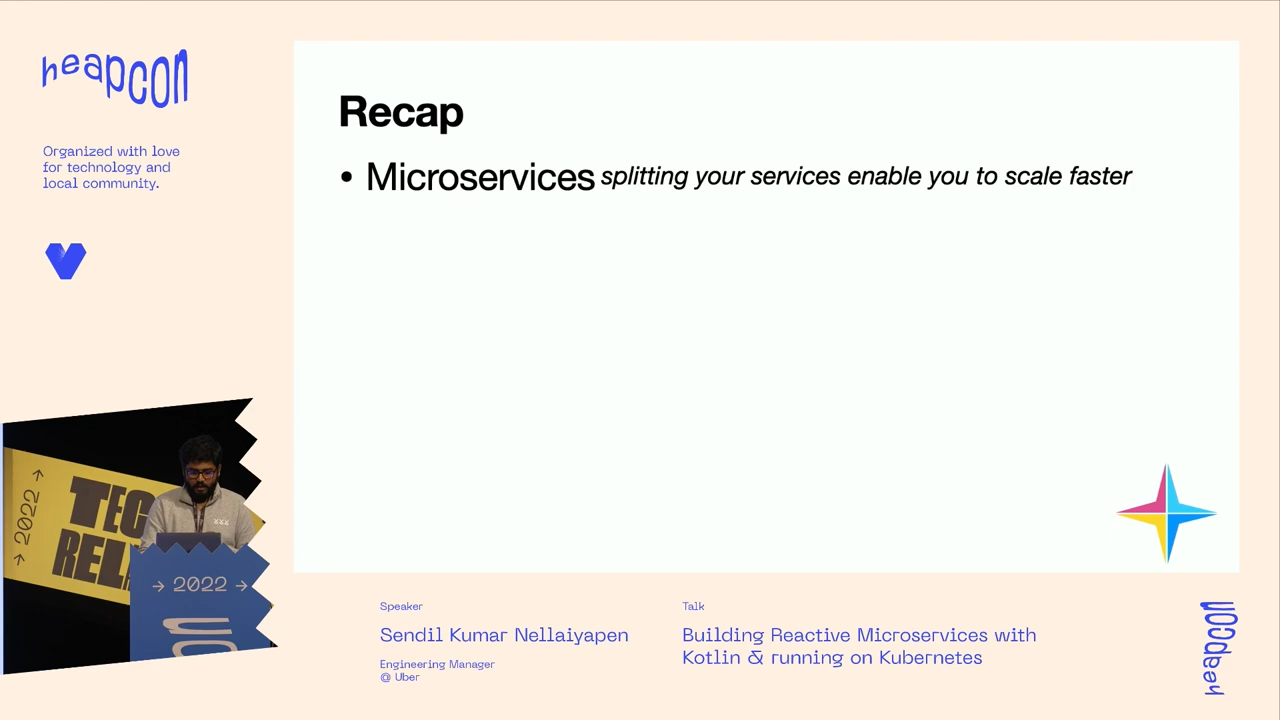 heapcon
Organized with love
for technology and
local community.
Recap
• Microservices splitting your services enable you to scale faster
→ 2022 →
TEC
REL
→ 2022 →
Speaker
Sendil Kumar Nellaiyapen
Engineering Manager
@ Uber
Talk
Building Reactive Microservices with
Kotlin & running on Kubernetes
heapcon